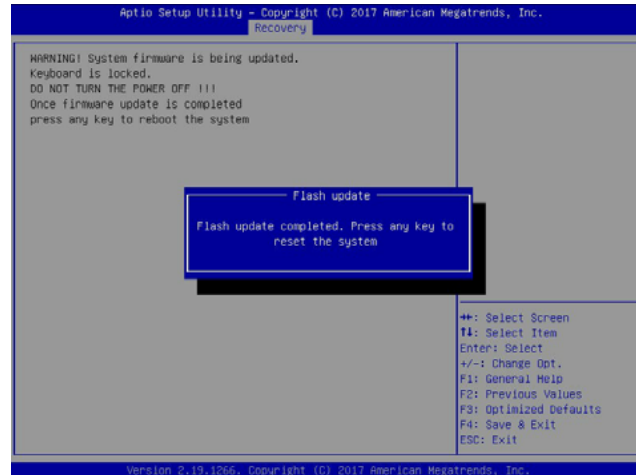 Aptio Setup Utility – Copyright (C) 2017 American Megatrends, Inc.
Recovery
WARNING! System firmware is being updated.
Keyboard is locked.
DO NOT TURN THE POWER OFF !!!
Once firmware update is completed
press any key to reboot the system
Flash update
Flash update completed. Press any key to
reset the system
→←: Select Screen
↑↓: Select Item
Enter: Select
+/-: Change Opt.
F1: General Help
F2: Previous Values
F3: Optimized Defaults
F4: Save & Exit
ESC: Exit
Version 2.19.1266. Copyright (C) 2017 American Megatrends, Inc.